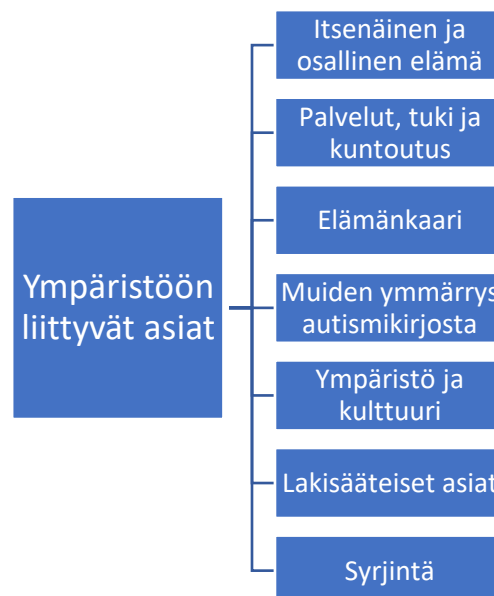 Ympäristöön
liittyvät asiat
Itsenäinen ja
osallinen elämä
Palvelut, tuki ja
kuntoutus
Elämänkaari
Muiden ymmärrys
autismikirjosta
Ympäristö ja
kulttuuri
Lakisääteiset asiat
Syrjintä